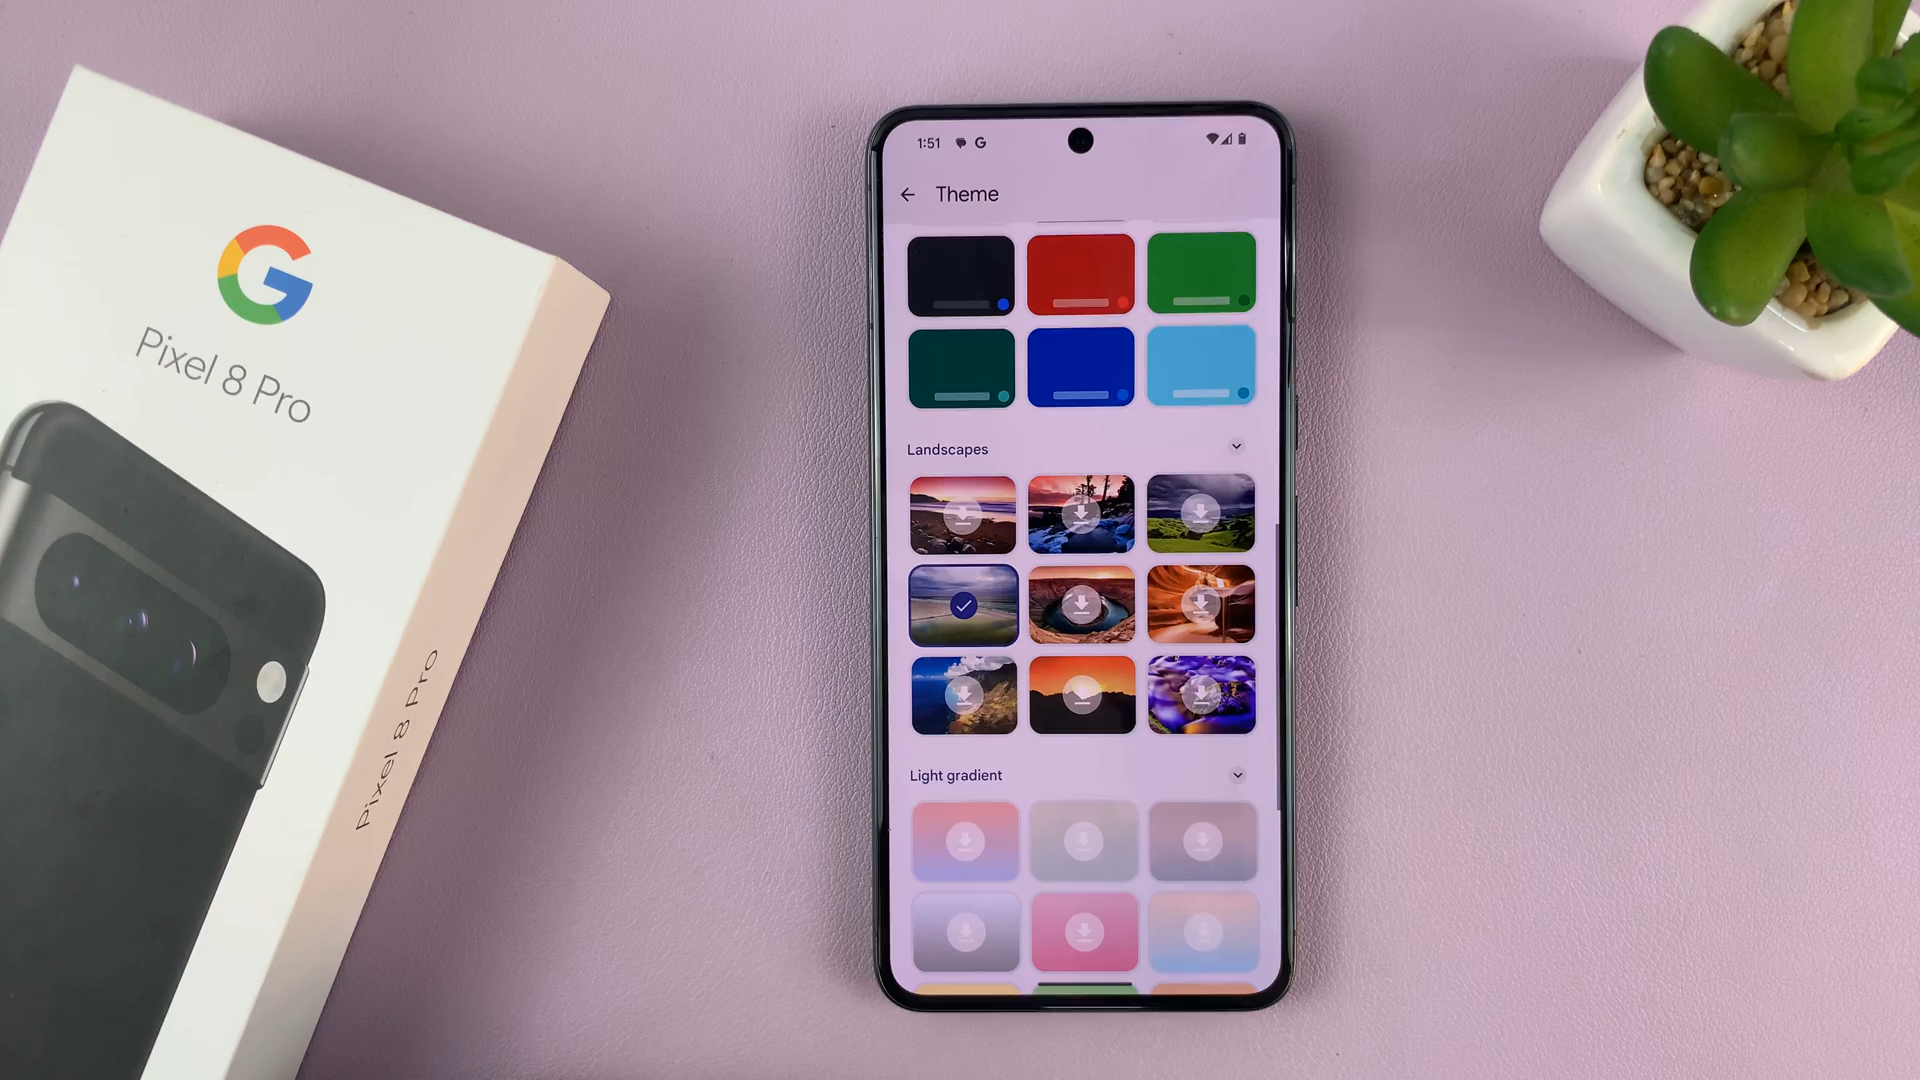 Pixel 8 Pro
Pixel 8 Pro
1:51
Theme
Landscapes
Light gradient